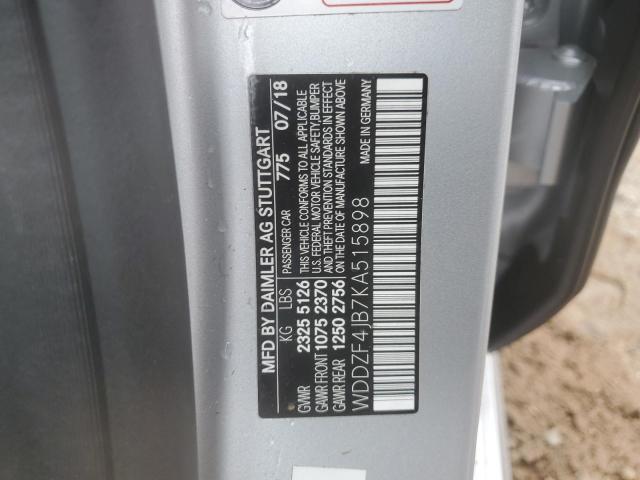 MFD BY DAIMLER AG STUTTGART
PASSENGER CAR 775 07/18
KG LBS
GVWR 2325 5126
GAWR FRONT 1075 2370
GAWR REAR 1250 2756
THIS VEHICLE CONFORMS TO ALL APPLICABLE
U.S. FEDERAL MOTOR VEHICLE SAFETY, BUMPER
AND THEFT PREVENTION STANDARDS IN EFFECT
ON THE DATE OF MANUFACTURE SHOWN ABOVE
MADE IN GERMANY
WDDZF4JB7KA515898